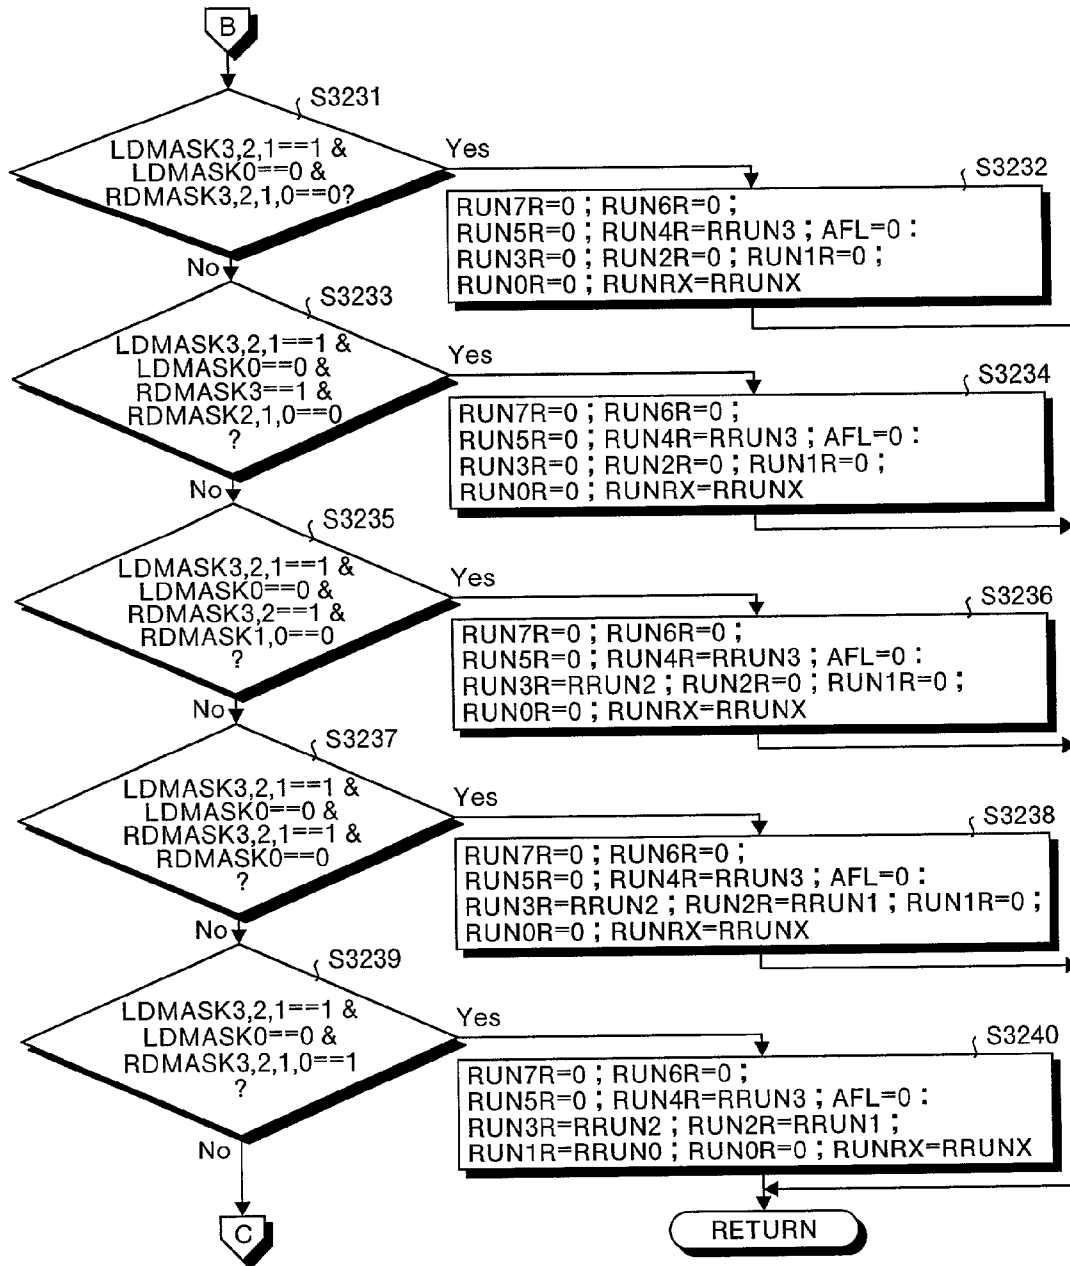 B
S3231
LDMASK3,2,1==1 &
LDMASK0==0 &
RDMASK3,2,1,0==0?
Yes
No
S3232
RUN7R=0 ; RUN6R=0 ;
RUN5R=0 ; RUN4R=RRUN3 ; AFL=0 :
RUN3R=0 ; RUN2R=0 ; RUN1R=0 ;
RUN0R=0 ; RUNRX=RRUNX
S3233
LDMASK3,2,1==1 &
LDMASK0==0 &
RDMASK3==1 &
RDMASK2,1,0==0
?
Yes
No
S3234
RUN7R=0 ; RUN6R=0 ;
RUN5R=0 ; RUN4R=RRUN3 ; AFL=0 :
RUN3R=0 ; RUN2R=0 ; RUN1R=0 ;
RUN0R=0 ; RUNRX=RRUNX
S3235
LDMASK3,2,1==1 &
LDMASK0==0 &
RDMASK3,2==1 &
RDMASK1,0==0
?
Yes
No
S3236
RUN7R=0 ; RUN6R=0 ;
RUN5R=0 ; RUN4R=RRUN3 ; AFL=0 :
RUN3R=RRUN2 ; RUN2R=0 ; RUN1R=0 ;
RUN0R=0 ; RUNRX=RRUNX
S3237
LDMASK3,2,1==1 &
LDMASK0==0 &
RDMASK3,2,1==1 &
RDMASK0==0
?
Yes
No
S3238
RUN7R=0 ; RUN6R=0 ;
RUN5R=0 ; RUN4R=RRUN3 ; AFL=0 :
RUN3R=RRUN2 ; RUN2R=RRUN1 ; RUN1R=0 ;
RUN0R=0 ; RUNRX=RRUNX
S3239
LDMASK3,2,1==1 &
LDMASK0==0 &
RDMASK3,2,1,0==1
?
Yes
No
S3240
RUN7R=0 ; RUN6R=0 ;
RUN5R=0 ; RUN4R=RRUN3 ; AFL=0 :
RUN3R=RRUN2 ; RUN2R=RRUN1 ;
RUN1R=RRUN0 ; RUN0R=0 ; RUNRX=RRUNX
C
RETURN